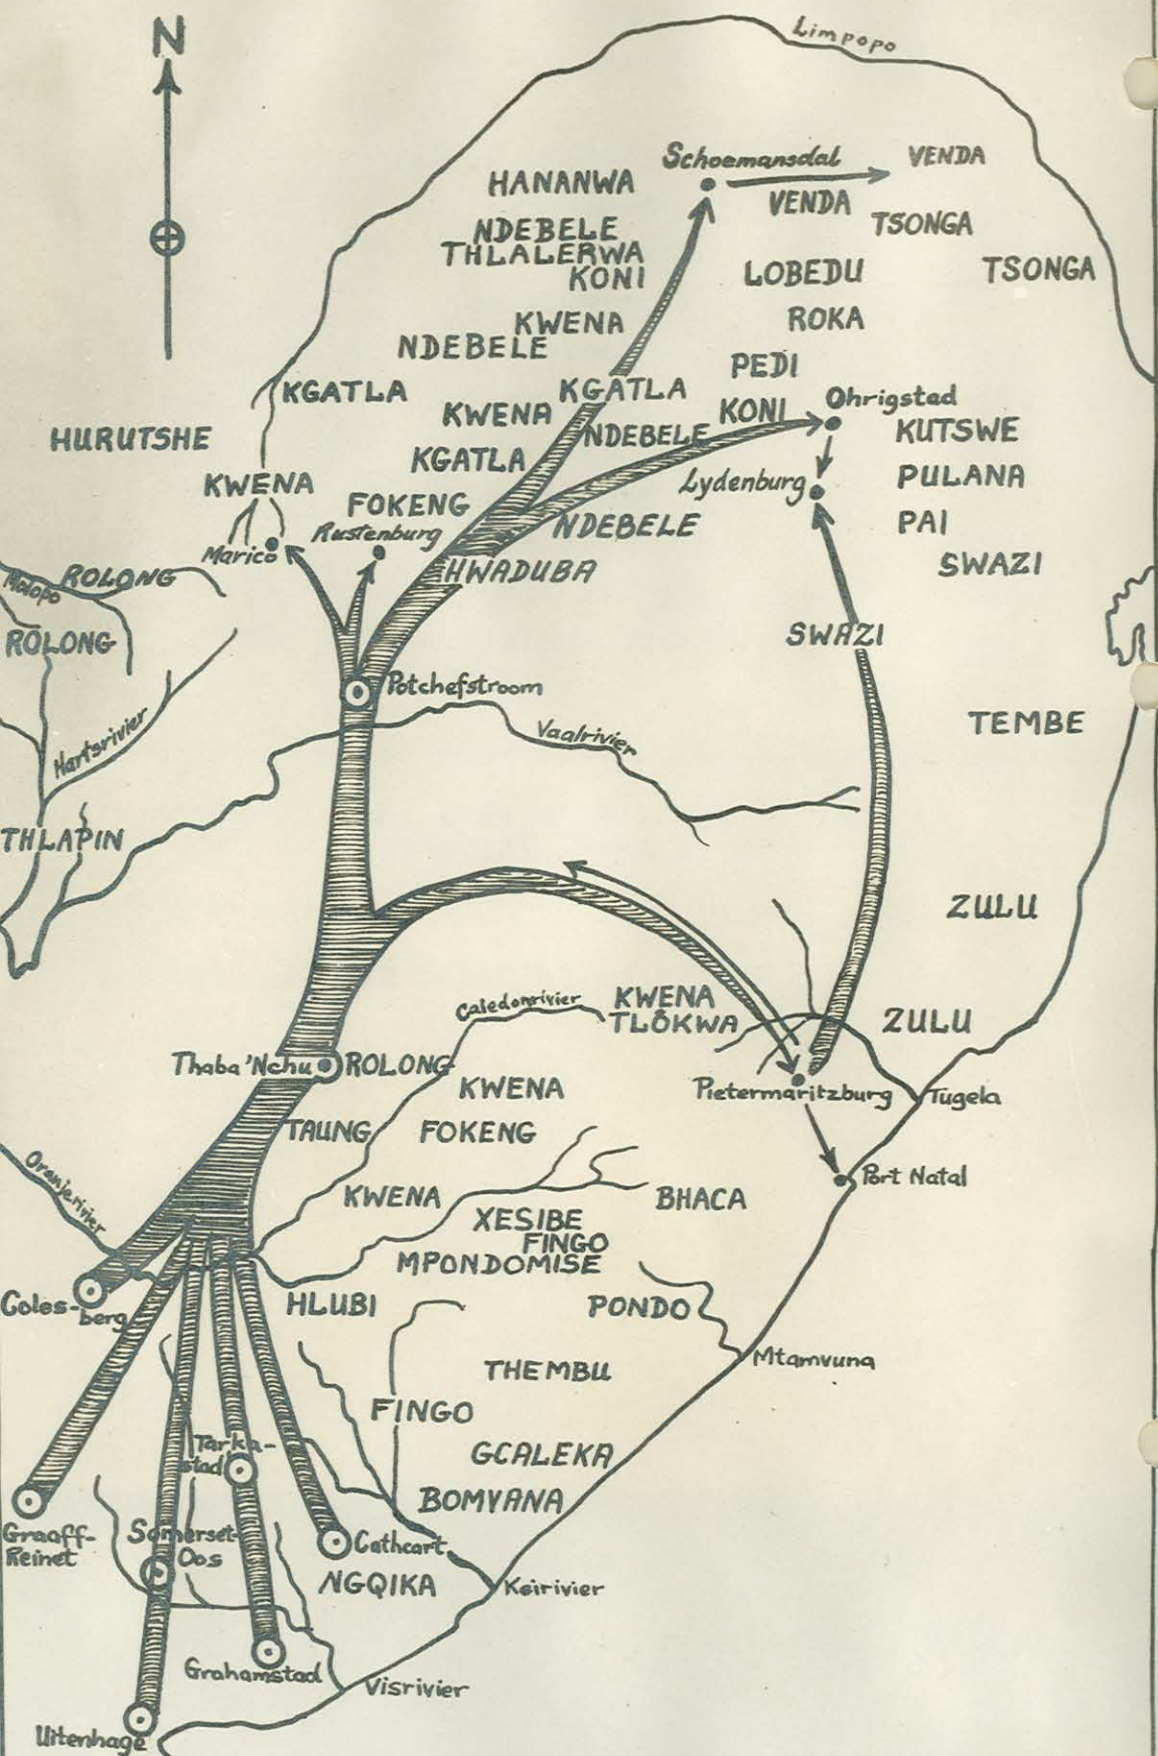 N
Limpopo
Schoemansdal
VENDA
HANANWA
VENDA
NDEBELE
TSONGA
THLALERWA
KONI
LOBEDU
TSONGA
KWENA
ROKA
NDEBELE
PEDI
KGATLA
KGATLA
KWENA
KONI
Ohrigstad
HURUTSHE
NDEBELE
KUTSWE
KGATLA
KWENA
Lydenburg
PULANA
FOKENG
NDEBELE
PAI
Rustenburg
Marico
HWADUBA
SWAZI
Molopo
ROLONG
ROLONG
SWAZI
Potchefstroom
Hartsrivier
Vaalrivier
TEMBE
THLAPIN
ZULU
Caledonrivier
KWENA
TLÔKWA
ZULU
Thaba 'Nchu
ROLONG
KWENA
Pietermaritzburg
Tugela
TAUNG
FOKENG
Oranjerivier
Port Natal
KWENA
BHACA
XESIBE
FINGO
MPONDOMISE
Coles-
berg
HLUBI
PONDO
Mtamvuna
THEMBU
FINGO
Tarka-
stad
GCALEKA
BOMVANA
Graaff-
Reinet
Somerset-
Oos
Cathcart
NGQIKA
Keirivier
Grahamstad
Visrivier
Uitenhage